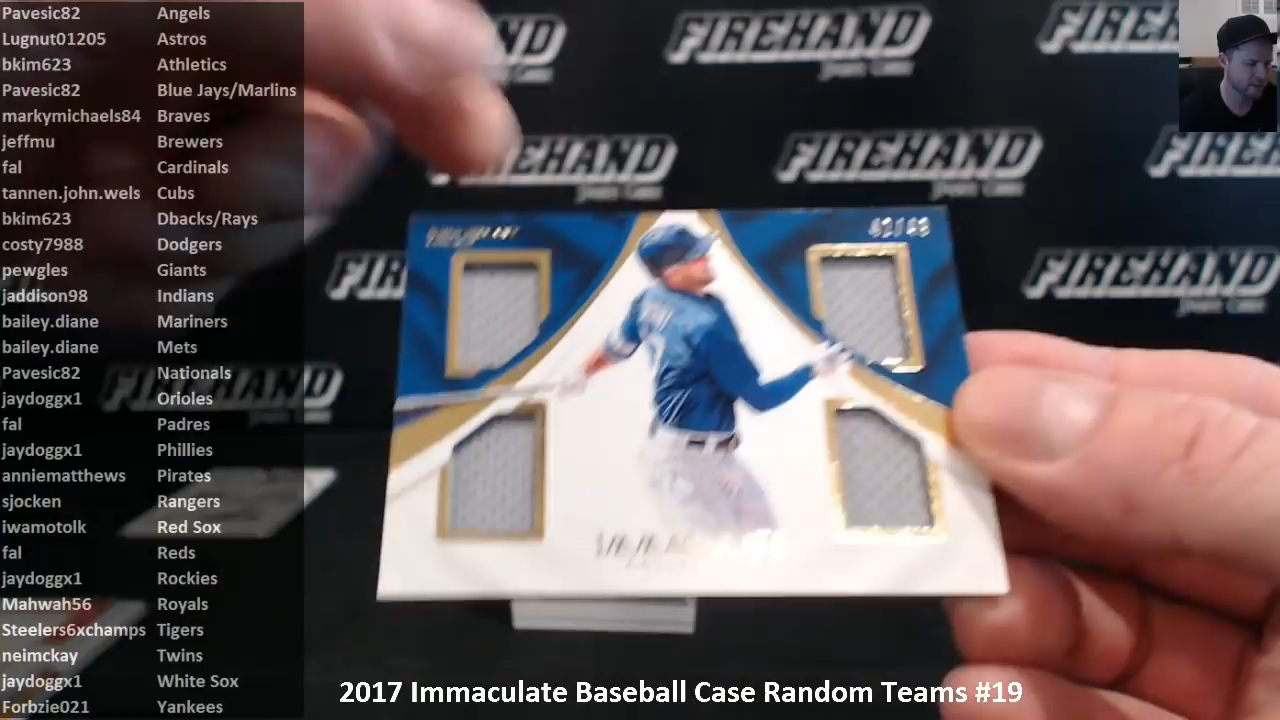 Pavesic82 Angels
Lugnut01205 Astros
bkim623 Athletics
Pavesic82 Blue Jays/Marlins
markymichaels84 Braves
jeffmu Brewers
fal Cardinals
tannen.john.wels Cubs
bkim623 Dbacks/Rays
costy7988 Dodgers
pewgles Giants
jaddison98 Indians
bailey.diane Mariners
bailey.diane Mets
Pavesic82 Nationals
jaydoggx1 Orioles
fal Padres
jaydoggx1 Phillies
anniematthews Pirates
sjocken Rangers
iwamotolk Red Sox
fal Reds
jaydoggx1 Rockies
Mahwah56 Royals
Steelers6xchamps Tigers
neimckay Twins
jaydoggx1 White Sox
Forbzie021 Yankees
FIREHAND
FIREHAND
FIREHAND
FIREHAND
FIREHAND
2017 Immaculate Baseball Case Random Teams #19